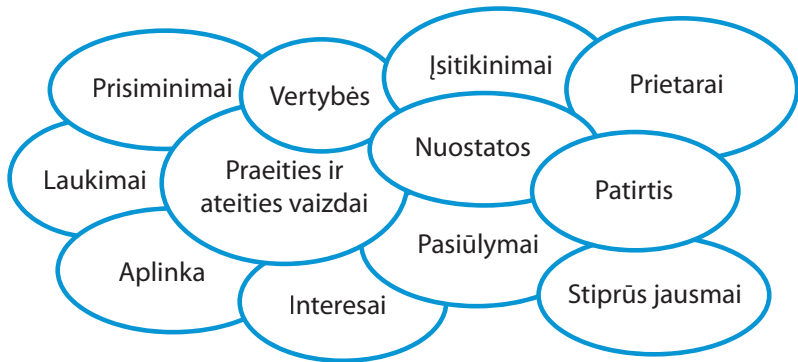 Prisiminimai
Vertybės
Įsitikinimai
Prietarai
Laukimai
Praeities ir
ateities vaizdai
Nuostatos
Patirtis
Aplinka
Interesai
Pasiūlymai
Stiprūs jausmai